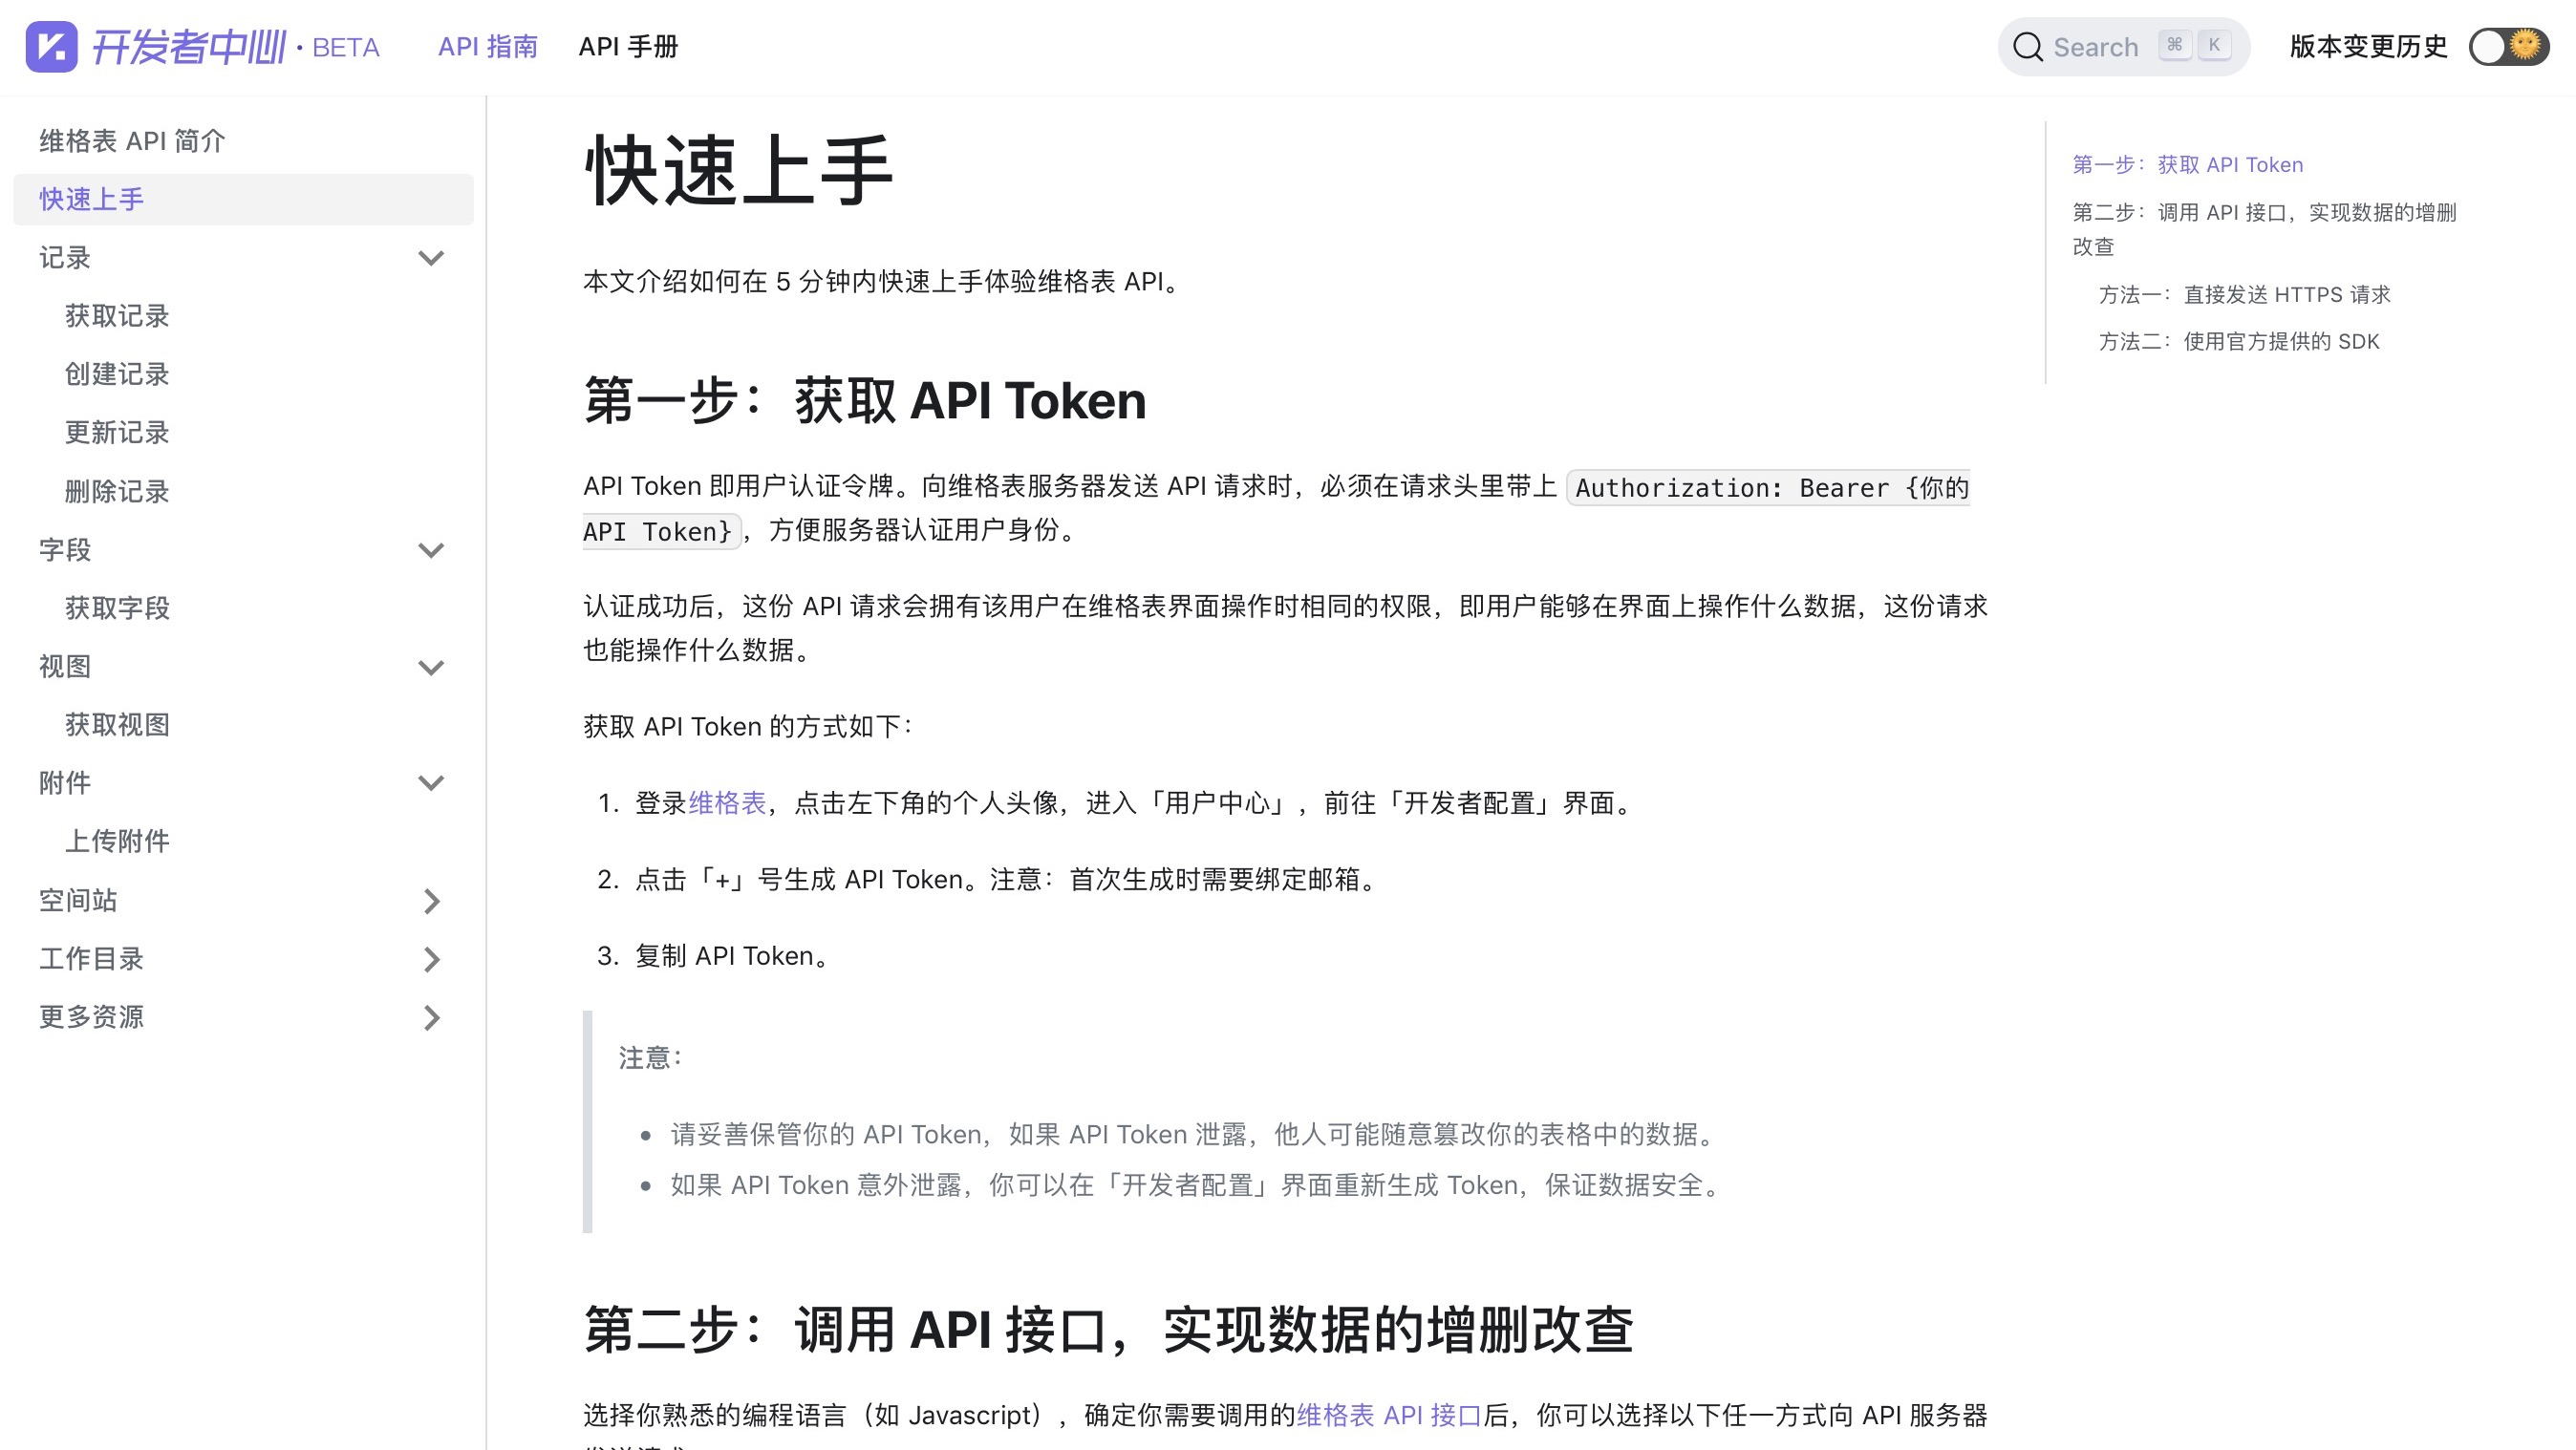 开发者中心 · BETA
API 指南
API 手册
Search ⌘ K
版本变更历史
维格表 API 简介
快速上手
记录
获取记录
创建记录
更新记录
删除记录
字段
获取字段
视图
获取视图
附件
上传附件
空间站
工作目录
更多资源
快速上手
本文介绍如何在 5 分钟内快速上手体验维格表 API。
第一步：获取 API Token
API Token 即用户认证令牌。向维格表服务器发送 API 请求时，必须在请求头里带上 Authorization: Bearer {你的
API Token}，方便服务器认证用户身份。
认证成功后，这份 API 请求会拥有该用户在维格表界面操作时相同的权限，即用户能够在界面上操作什么数据，这份请求
也能操作什么数据。
获取 API Token 的方式如下：
1. 登录维格表，点击左下角的个人头像，进入「用户中心」，前往「开发者配置」界面。
2. 点击「+」号生成 API Token。注意：首次生成时需要绑定邮箱。
3. 复制 API Token。
注意：
• 请妥善保管你的 API Token，如果 API Token 泄露，他人可能随意篡改你的表格中的数据。
• 如果 API Token 意外泄露，你可以在「开发者配置」界面重新生成 Token，保证数据安全。
第二步：调用 API 接口，实现数据的增删改查
选择你熟悉的编程语言（如 Javascript），确定你需要调用的维格表 API 接口后，你可以选择以下任一方式向 API 服务器
第一步：获取 API Token
第二步：调用 API 接口，实现数据的增删
改查
方法一：直接发送 HTTPS 请求
方法二：使用官方提供的 SDK